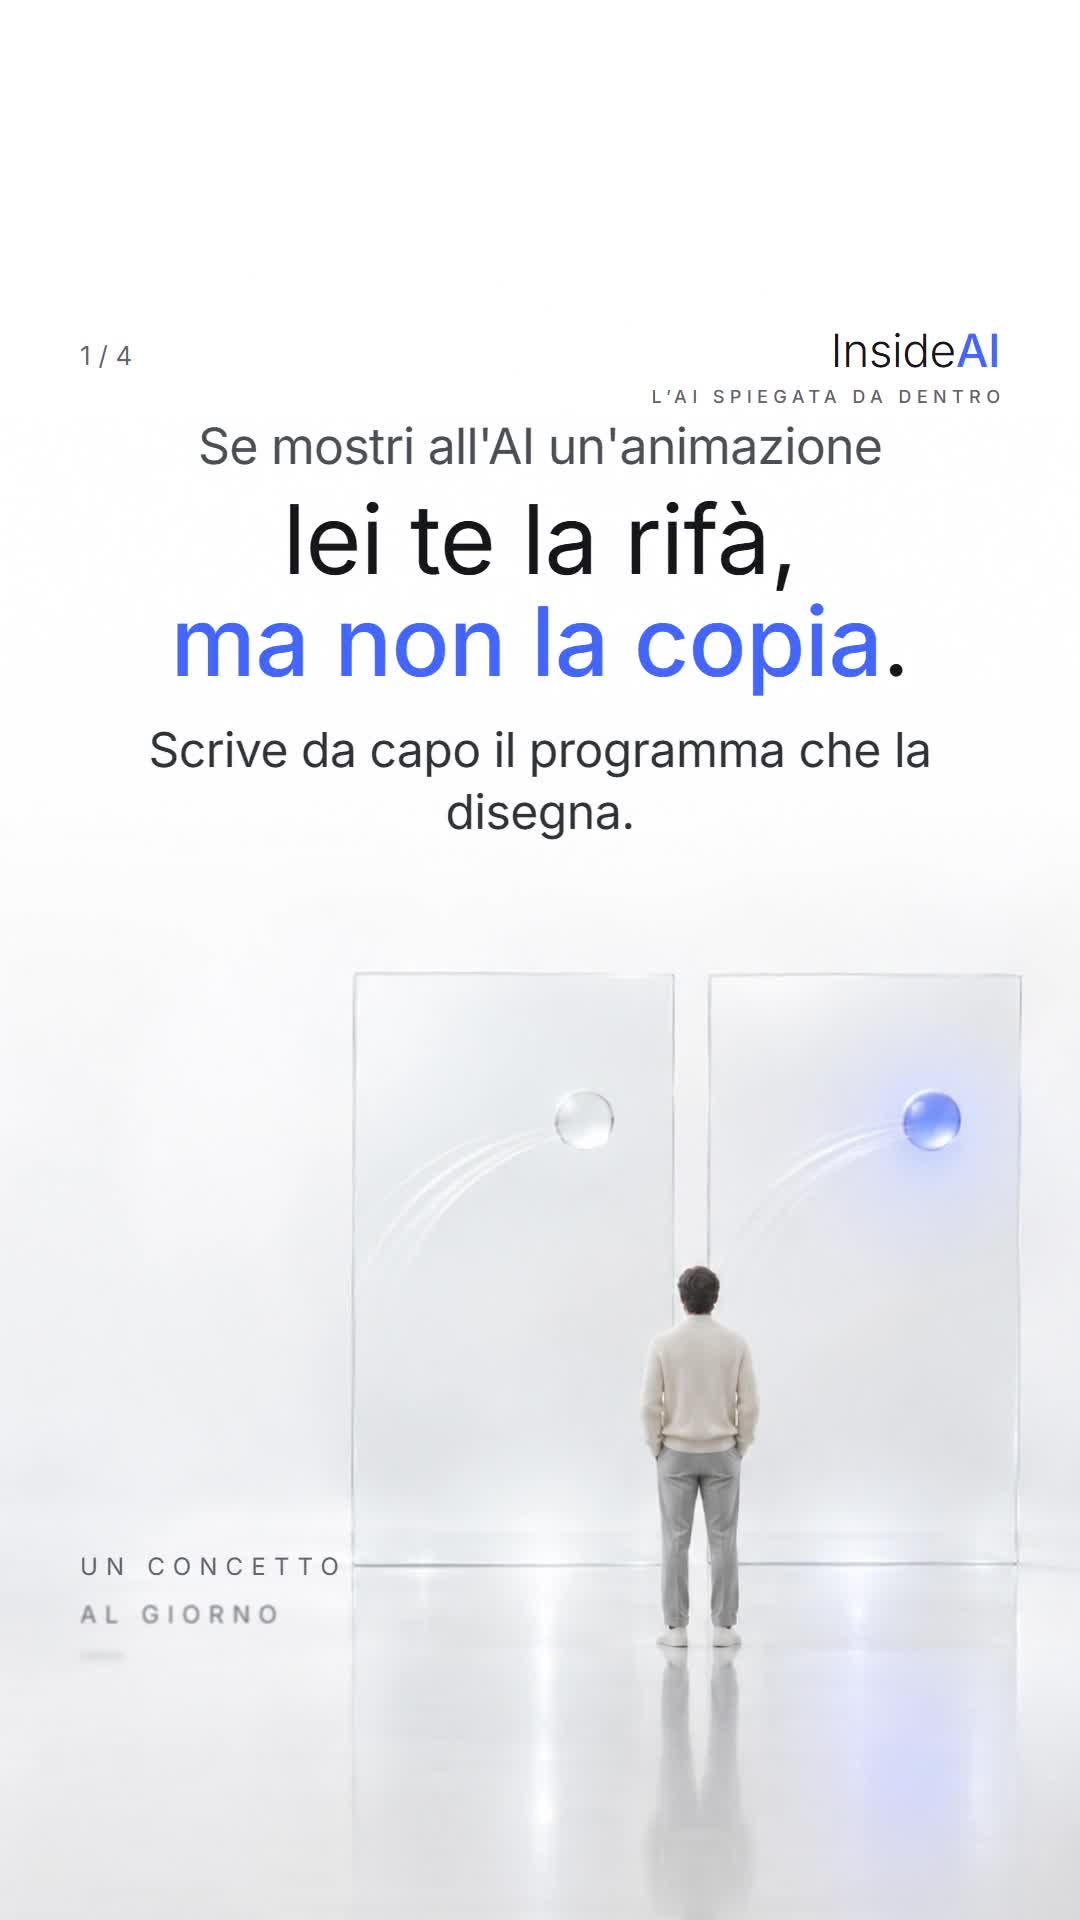 1 / 4
InsideAI
L’AI SPIEGATA DA DENTRO
Se mostri all'AI un'animazione
lei te la rifà,
ma non la copia.
Scrive da capo il programma che la
disegna.
UN CONCETTO
AL GIORNO